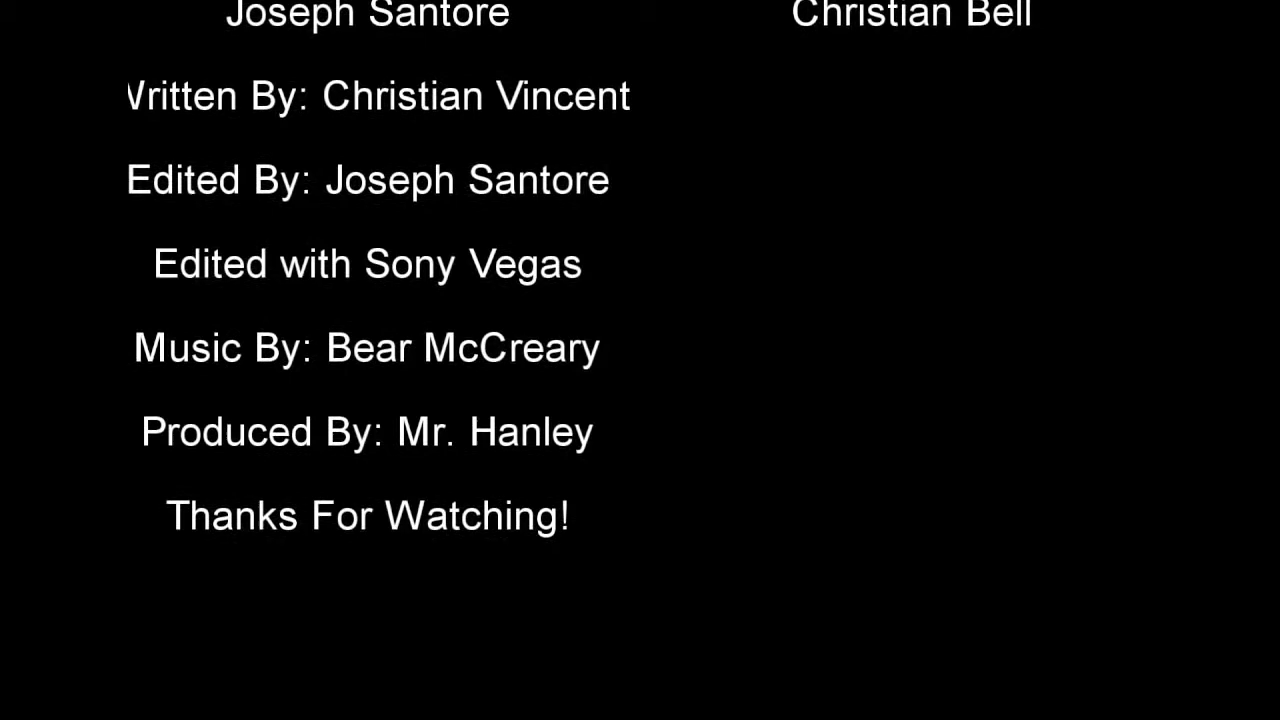 Joseph Santore Christian Bell
Written By: Christian Vincent
Edited By: Joseph Santore
Edited with Sony Vegas
Music By: Bear McCreary
Produced By: Mr. Hanley
Thanks For Watching!